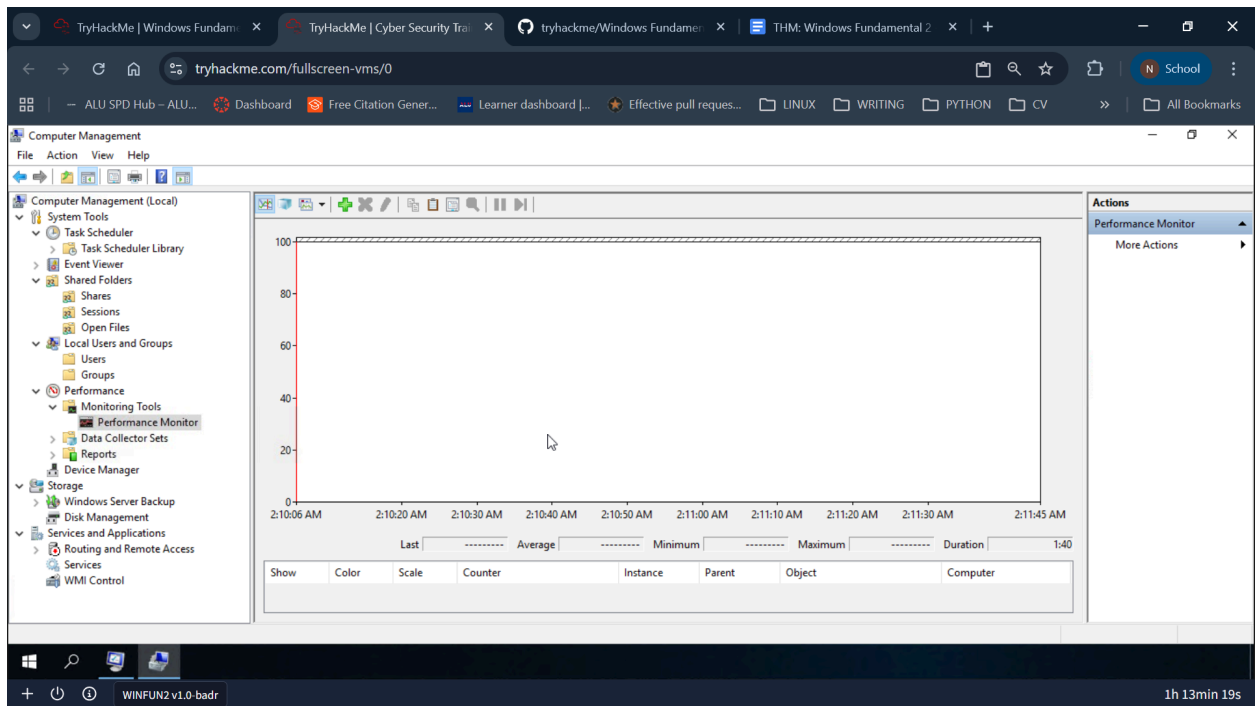 TryHackMe | Windows Fundame
TryHackMe | Cyber Security Trai
tryhackme/Windows Fundamen
THM: Windows Fundamental 2
tryhackme.com/fullscreen-vms/0
N School
ALU SPD Hub – ALU...
Dashboard
Free Citation Gener...
Learner dashboard |...
Effective pull reques...
LINUX
WRITING
PYTHON
CV
»
All Bookmarks
Computer Management
File Action View Help
Computer Management (Local)
System Tools
Task Scheduler
Task Scheduler Library
Event Viewer
Shared Folders
Shares
Sessions
Open Files
Local Users and Groups
Users
Groups
Performance
Monitoring Tools
Performance Monitor
Data Collector Sets
Reports
Device Manager
Storage
Windows Server Backup
Disk Management
Services and Applications
Routing and Remote Access
Services
WMI Control
100
80
60
40
20
0
2:10:06 AM 2:10:20 AM 2:10:30 AM 2:10:40 AM 2:10:50 AM 2:11:00 AM 2:11:10 AM 2:11:20 AM 2:11:30 AM 2:11:45 AM
Last --------- Average --------- Minimum --------- Maximum --------- Duration 1:40
Show Color Scale Counter Instance Parent Object Computer
Actions
Performance Monitor
More Actions
WINFUN2 v1.0-badr
1h 13min 19s